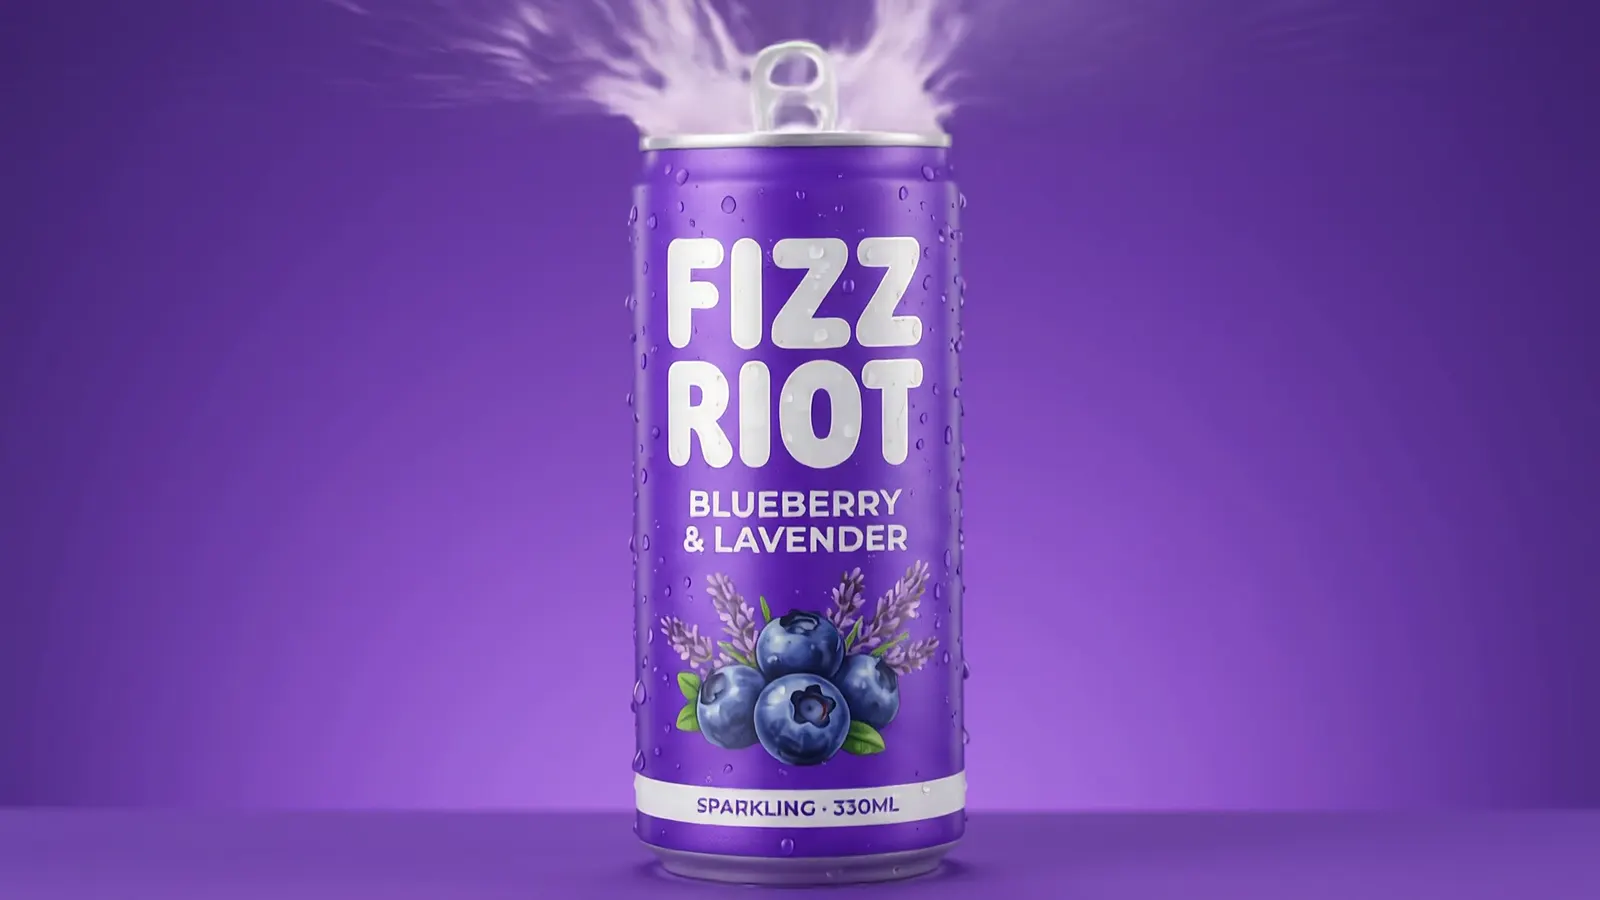 FIZZ
RIOT
BLUEBERRY
& LAVENDER
SPARKLING · 330ML